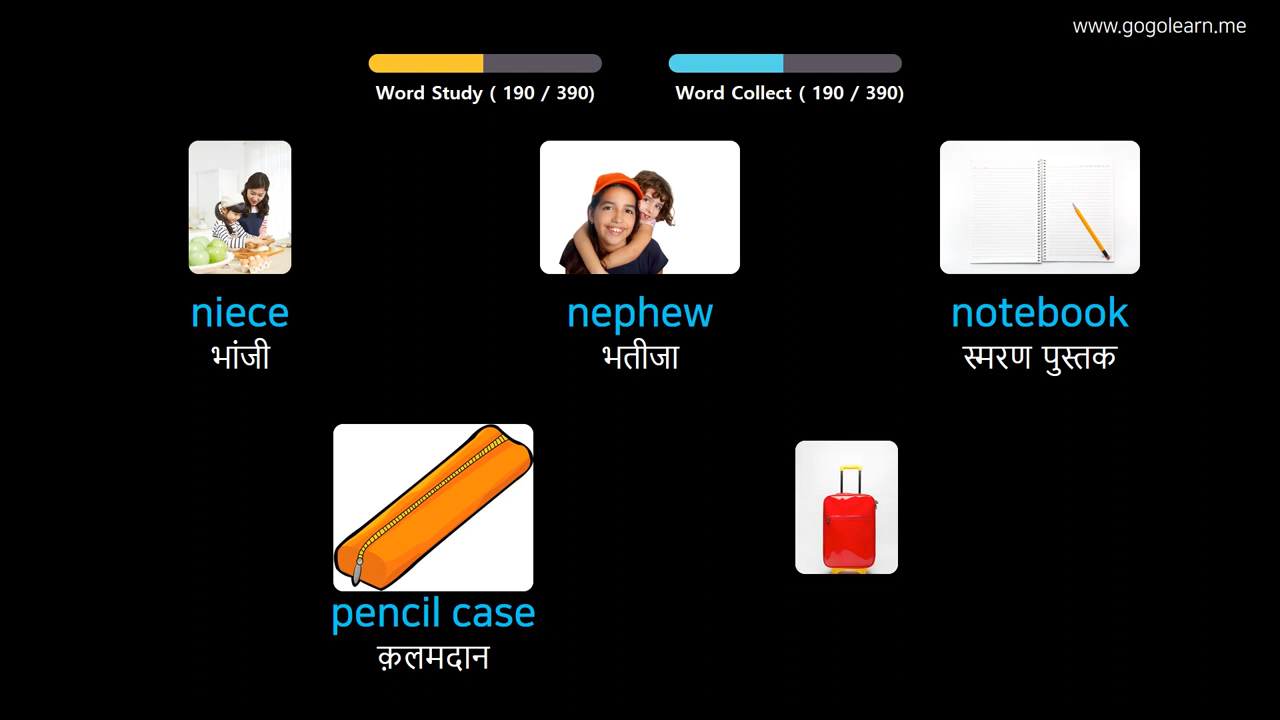 www.gogolearn.me
Word Study ( 190 / 390)
Word Collect ( 190 / 390)
niece
भांजी
nephew
भतीजा
notebook
स्मरण पुस्तक
pencil case
क़लमदान